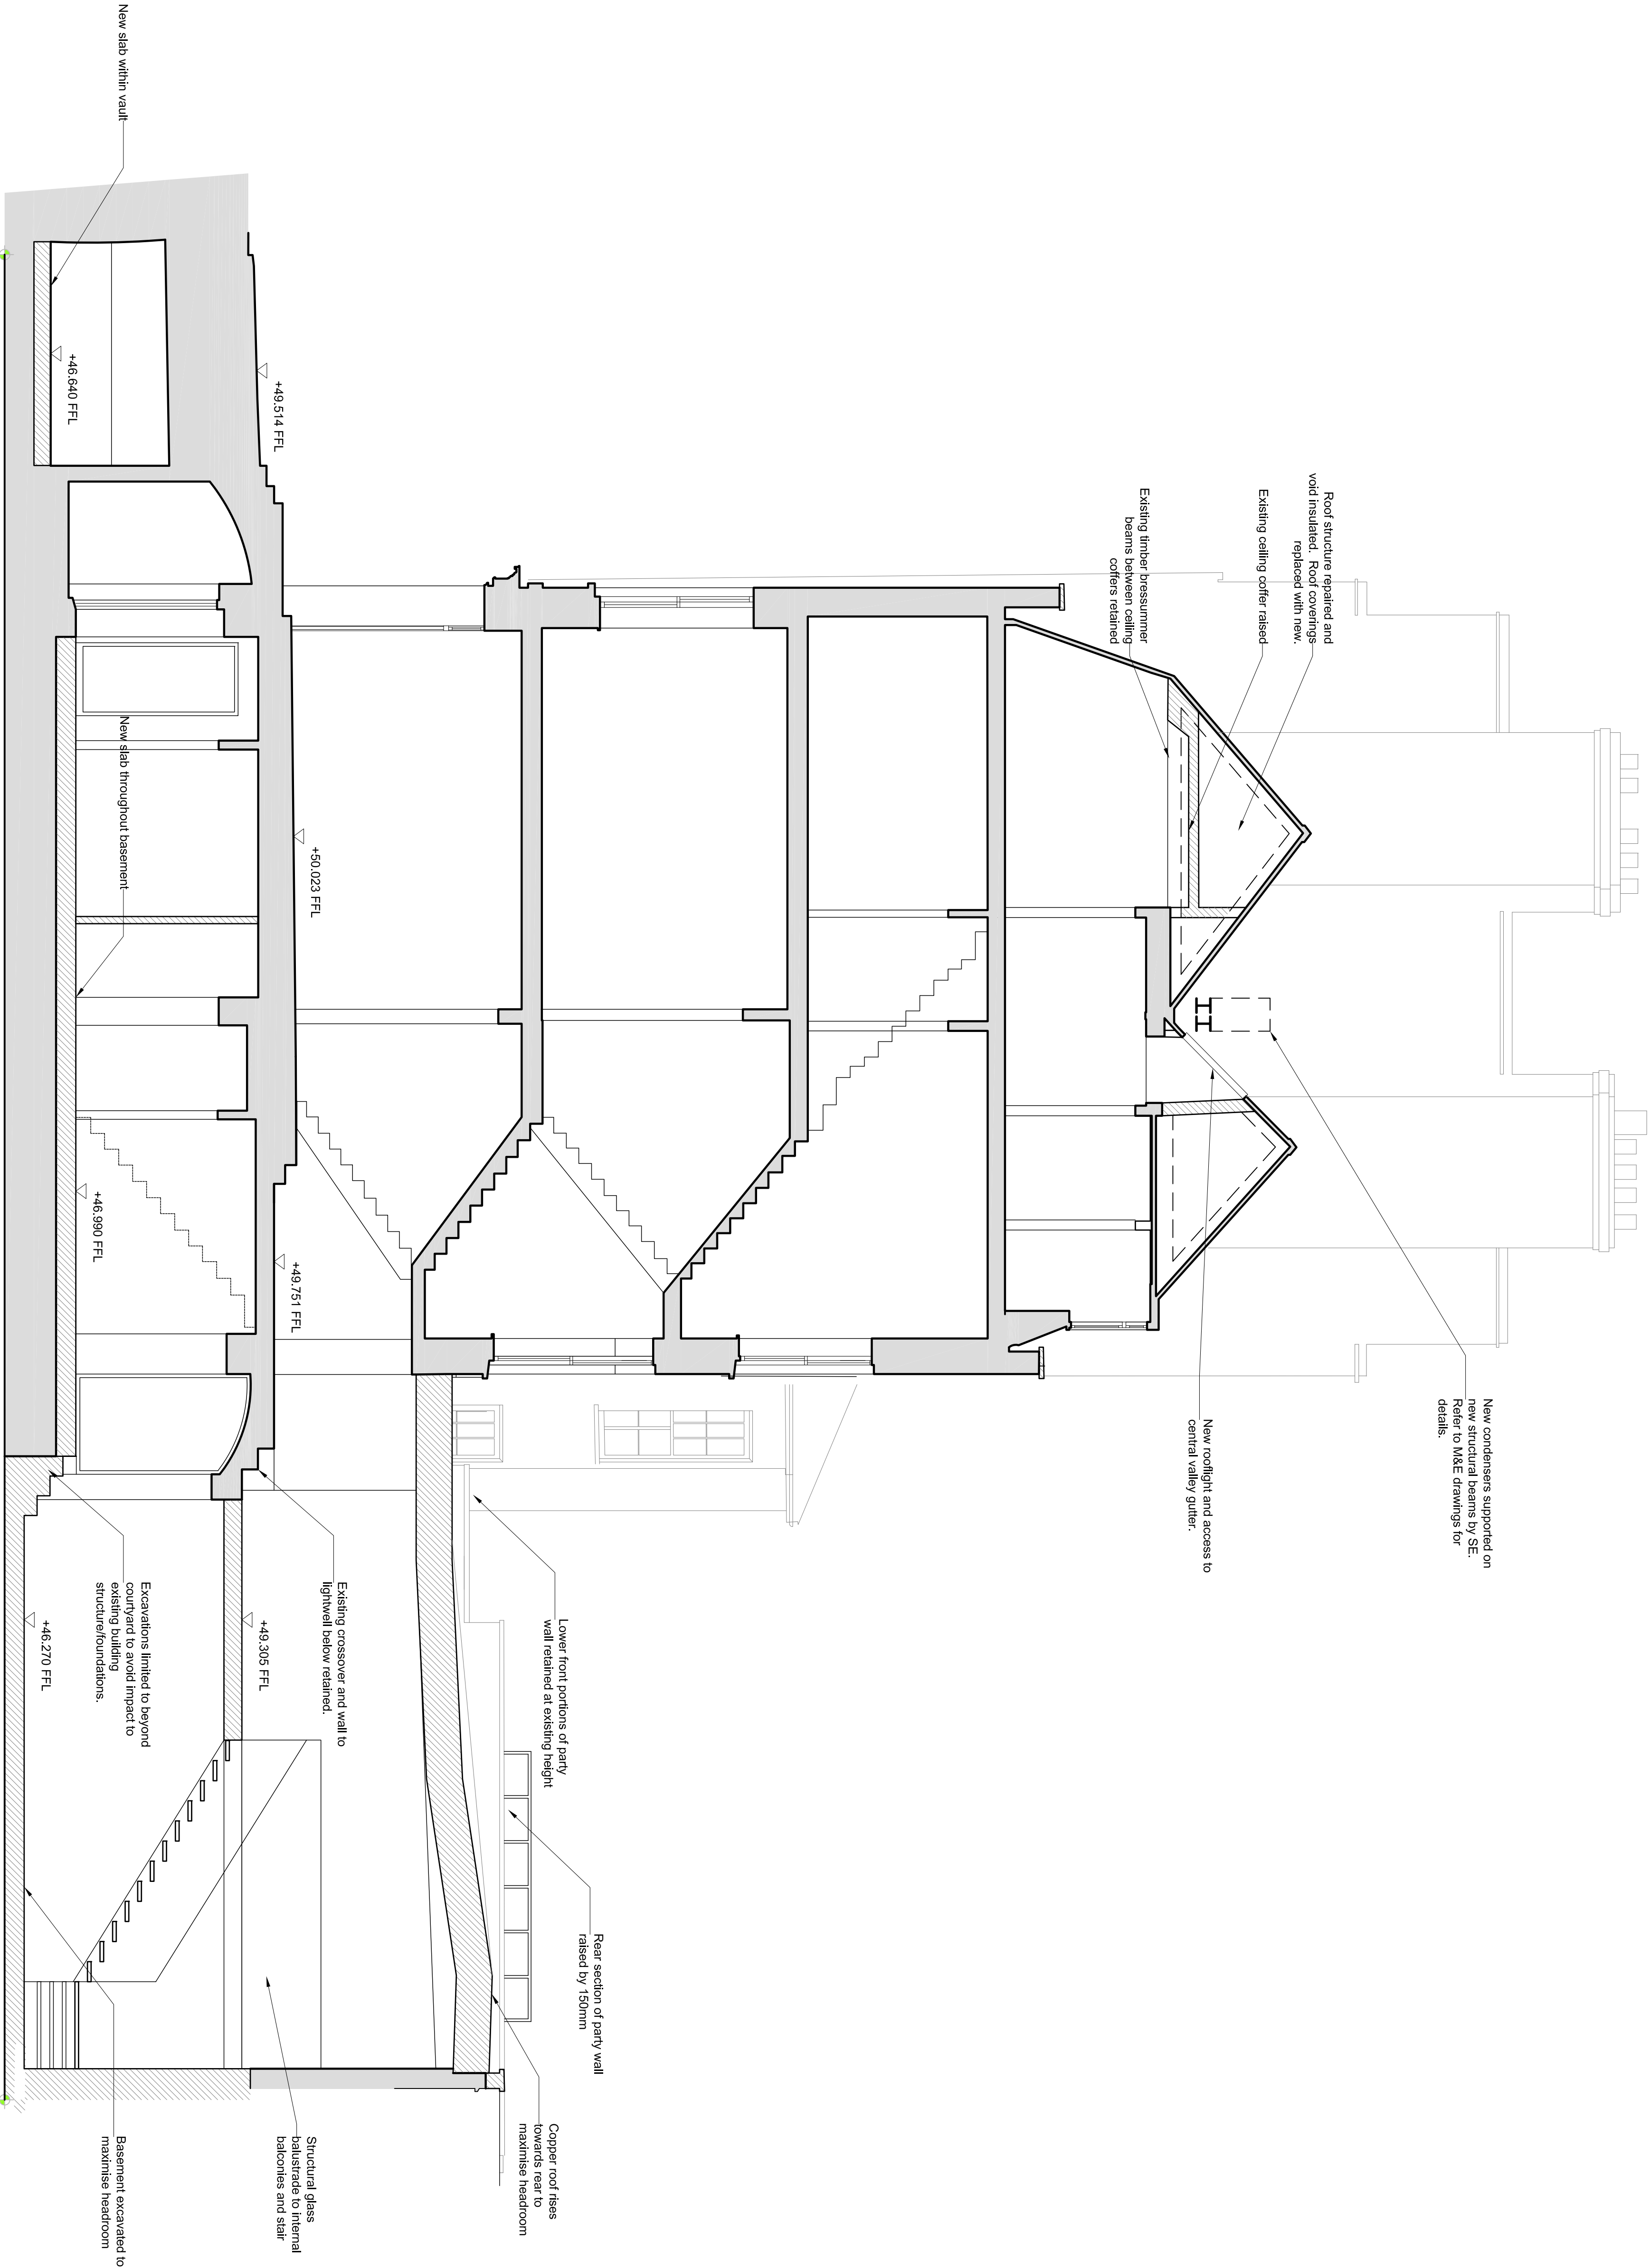 Roof structure repaired and
void insulated. Roof coverings
replaced with new.
Existing ceiling coffer raised
Existing timber bressummer
beams between ceiling
coffers retained
New condensers supported on
new structural beams by SE.
Refer to M&E drawings for
details.
New rooflight and access to
central valley gutter.
Rear section of party wall
raised by 150mm
Lower front portions of party
wall retained at existing height
Copper roof rises
towards rear to
maximise headroom
Existing crossover and wall to
lightwell below retained.
Structural glass
balustrade to internal
balconies and stair
+50.023 FFL
+49.751 FFL
+49.514 FFL
+49.305 FFL
New slab within vault
New slab throughout basement
Excavations limited to beyond
courtyard to avoid impact to
existing building
structure/foundations.
Basement excavated to
maximise headroom
+46.640 FFL
+46.990 FFL
+46.270 FFL